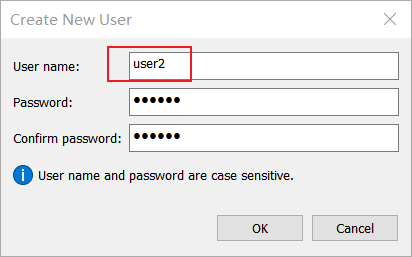 Create New User
User name: user2
Password: ●●●●●●
Confirm password: ●●●●●●
User name and password are case sensitive.
OK Cancel